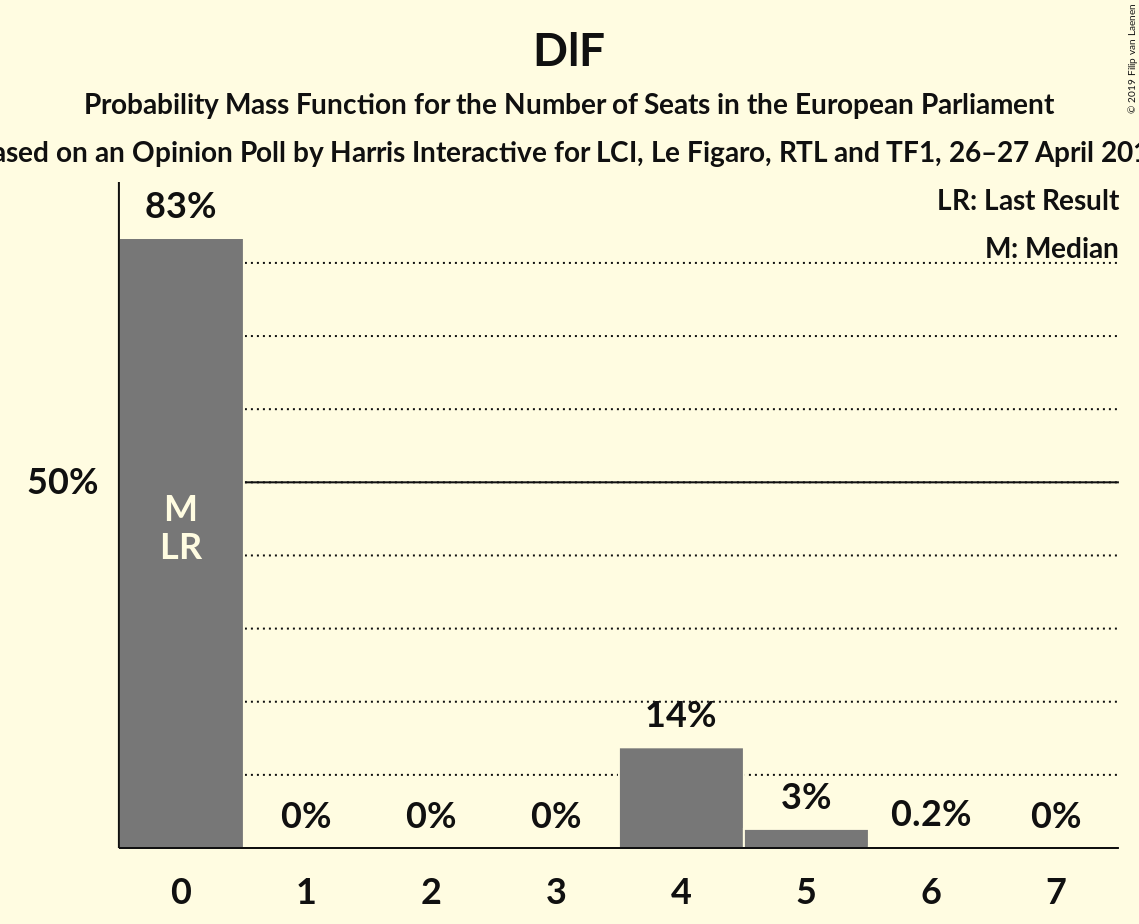 DlF
Probability Mass Function for the Number of Seats in the European Parliament
ased on an Opinion Poll by Harris Interactive for LCI, Le Figaro, RTL and TF1, 26–27 April 201
© 2019 Filip van Laenen
LR: Last Result
M: Median
83%
50%
M
LR
14%
3%
0%
0%
0%
0.2%
0%
0
1
2
3
4
5
6
7